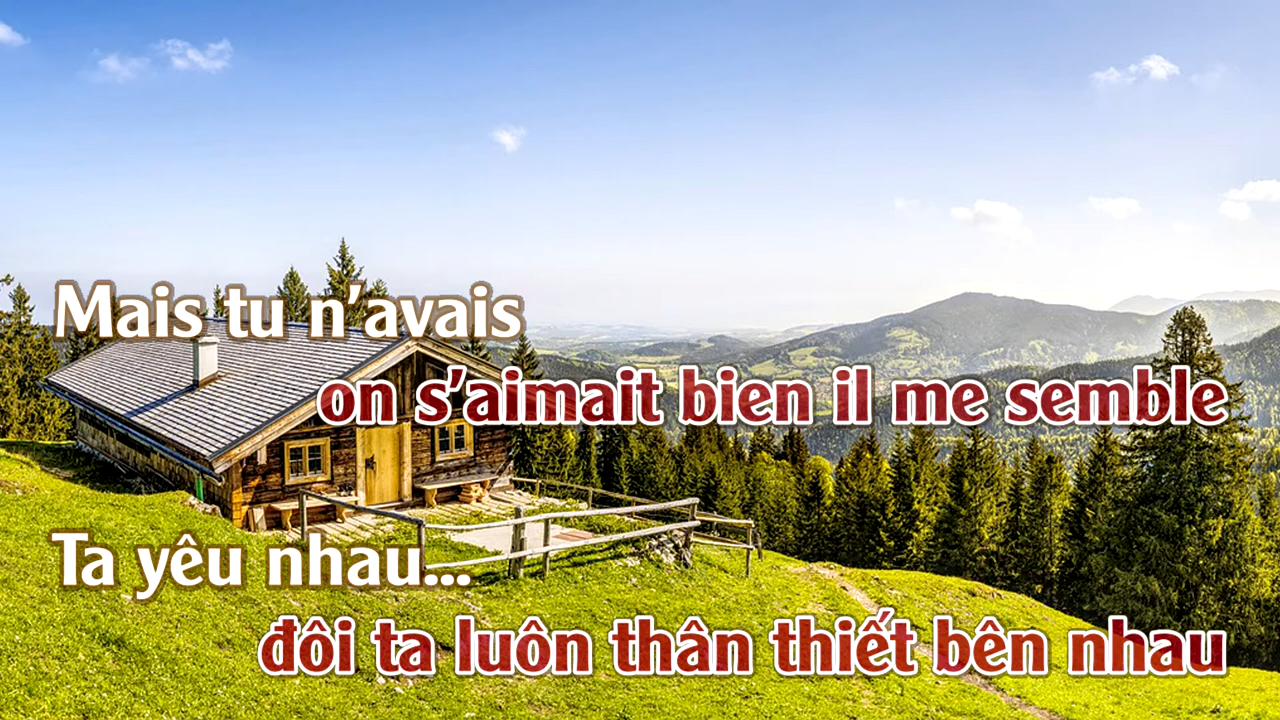 Mais tu n'avais
on s'aimait bien il me semble
Ta yêu nhau...
đôi ta luôn thân thiết bên nhau